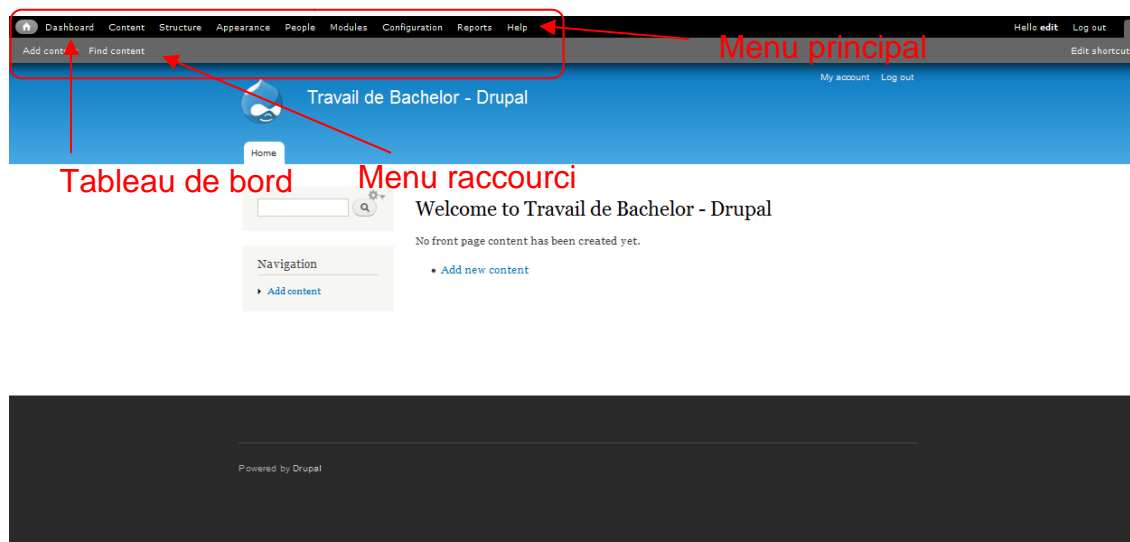 Dashboard Content Structure Appearance People Modules Configuration Reports Help Hello edit Log out
Menu principal
Add content Find content Edit shortcut
My account Log out
Travail de Bachelor - Drupal
Home
Tableau de bord Menu raccourci
Welcome to Travail de Bachelor - Drupal
No front page content has been created yet.
Navigation
Add new content
Add content
Powered by Drupal